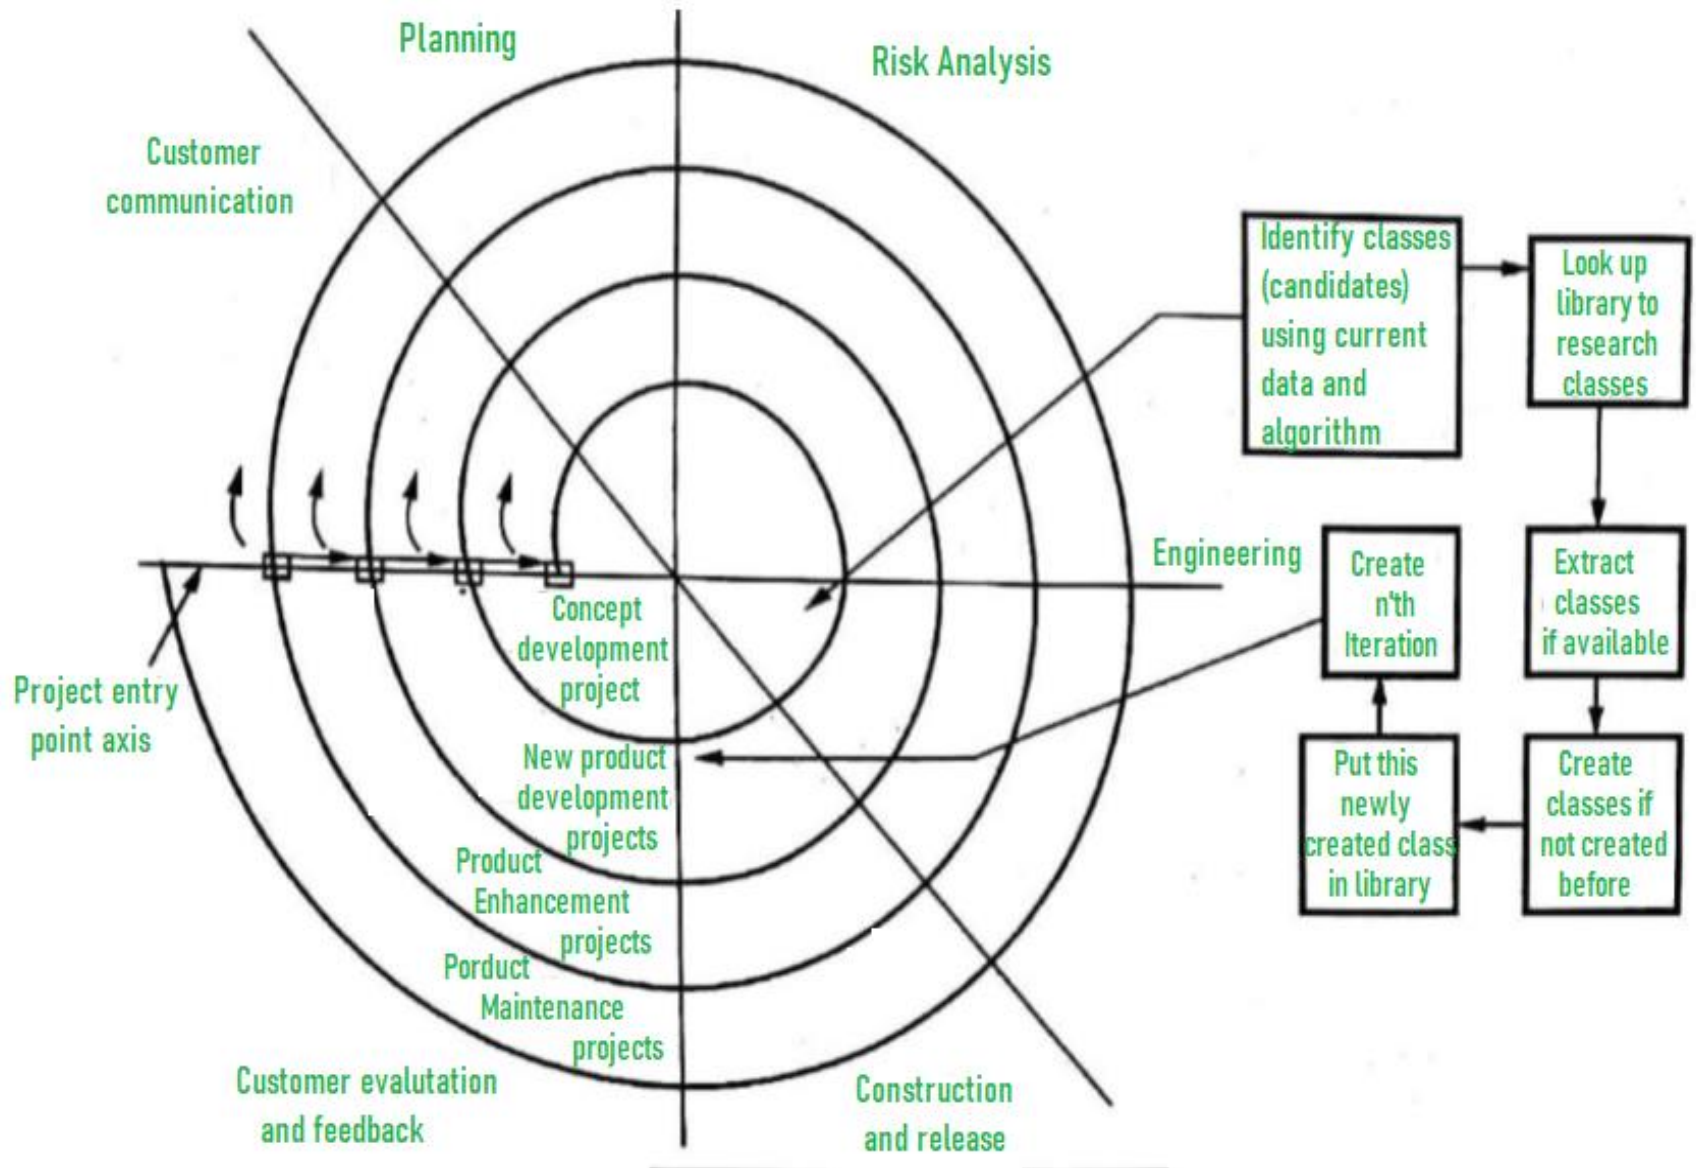 Planning
Risk Analysis
Customer
communication
Identify classes
(candidates)
using current
data and
algorithm
Look up
library to
research
classes
Engineering
Create
n'th
Iteration
Extract
classes
if available
Concept
development
project
Project entry
point axis
New product
development
projects
Put this
newly
created class
in library
Create
classes if
not created
before
Product
Enhancement
projects
Porduct
Maintenance
projects
Customer evalutation
and feedback
Construction
and release